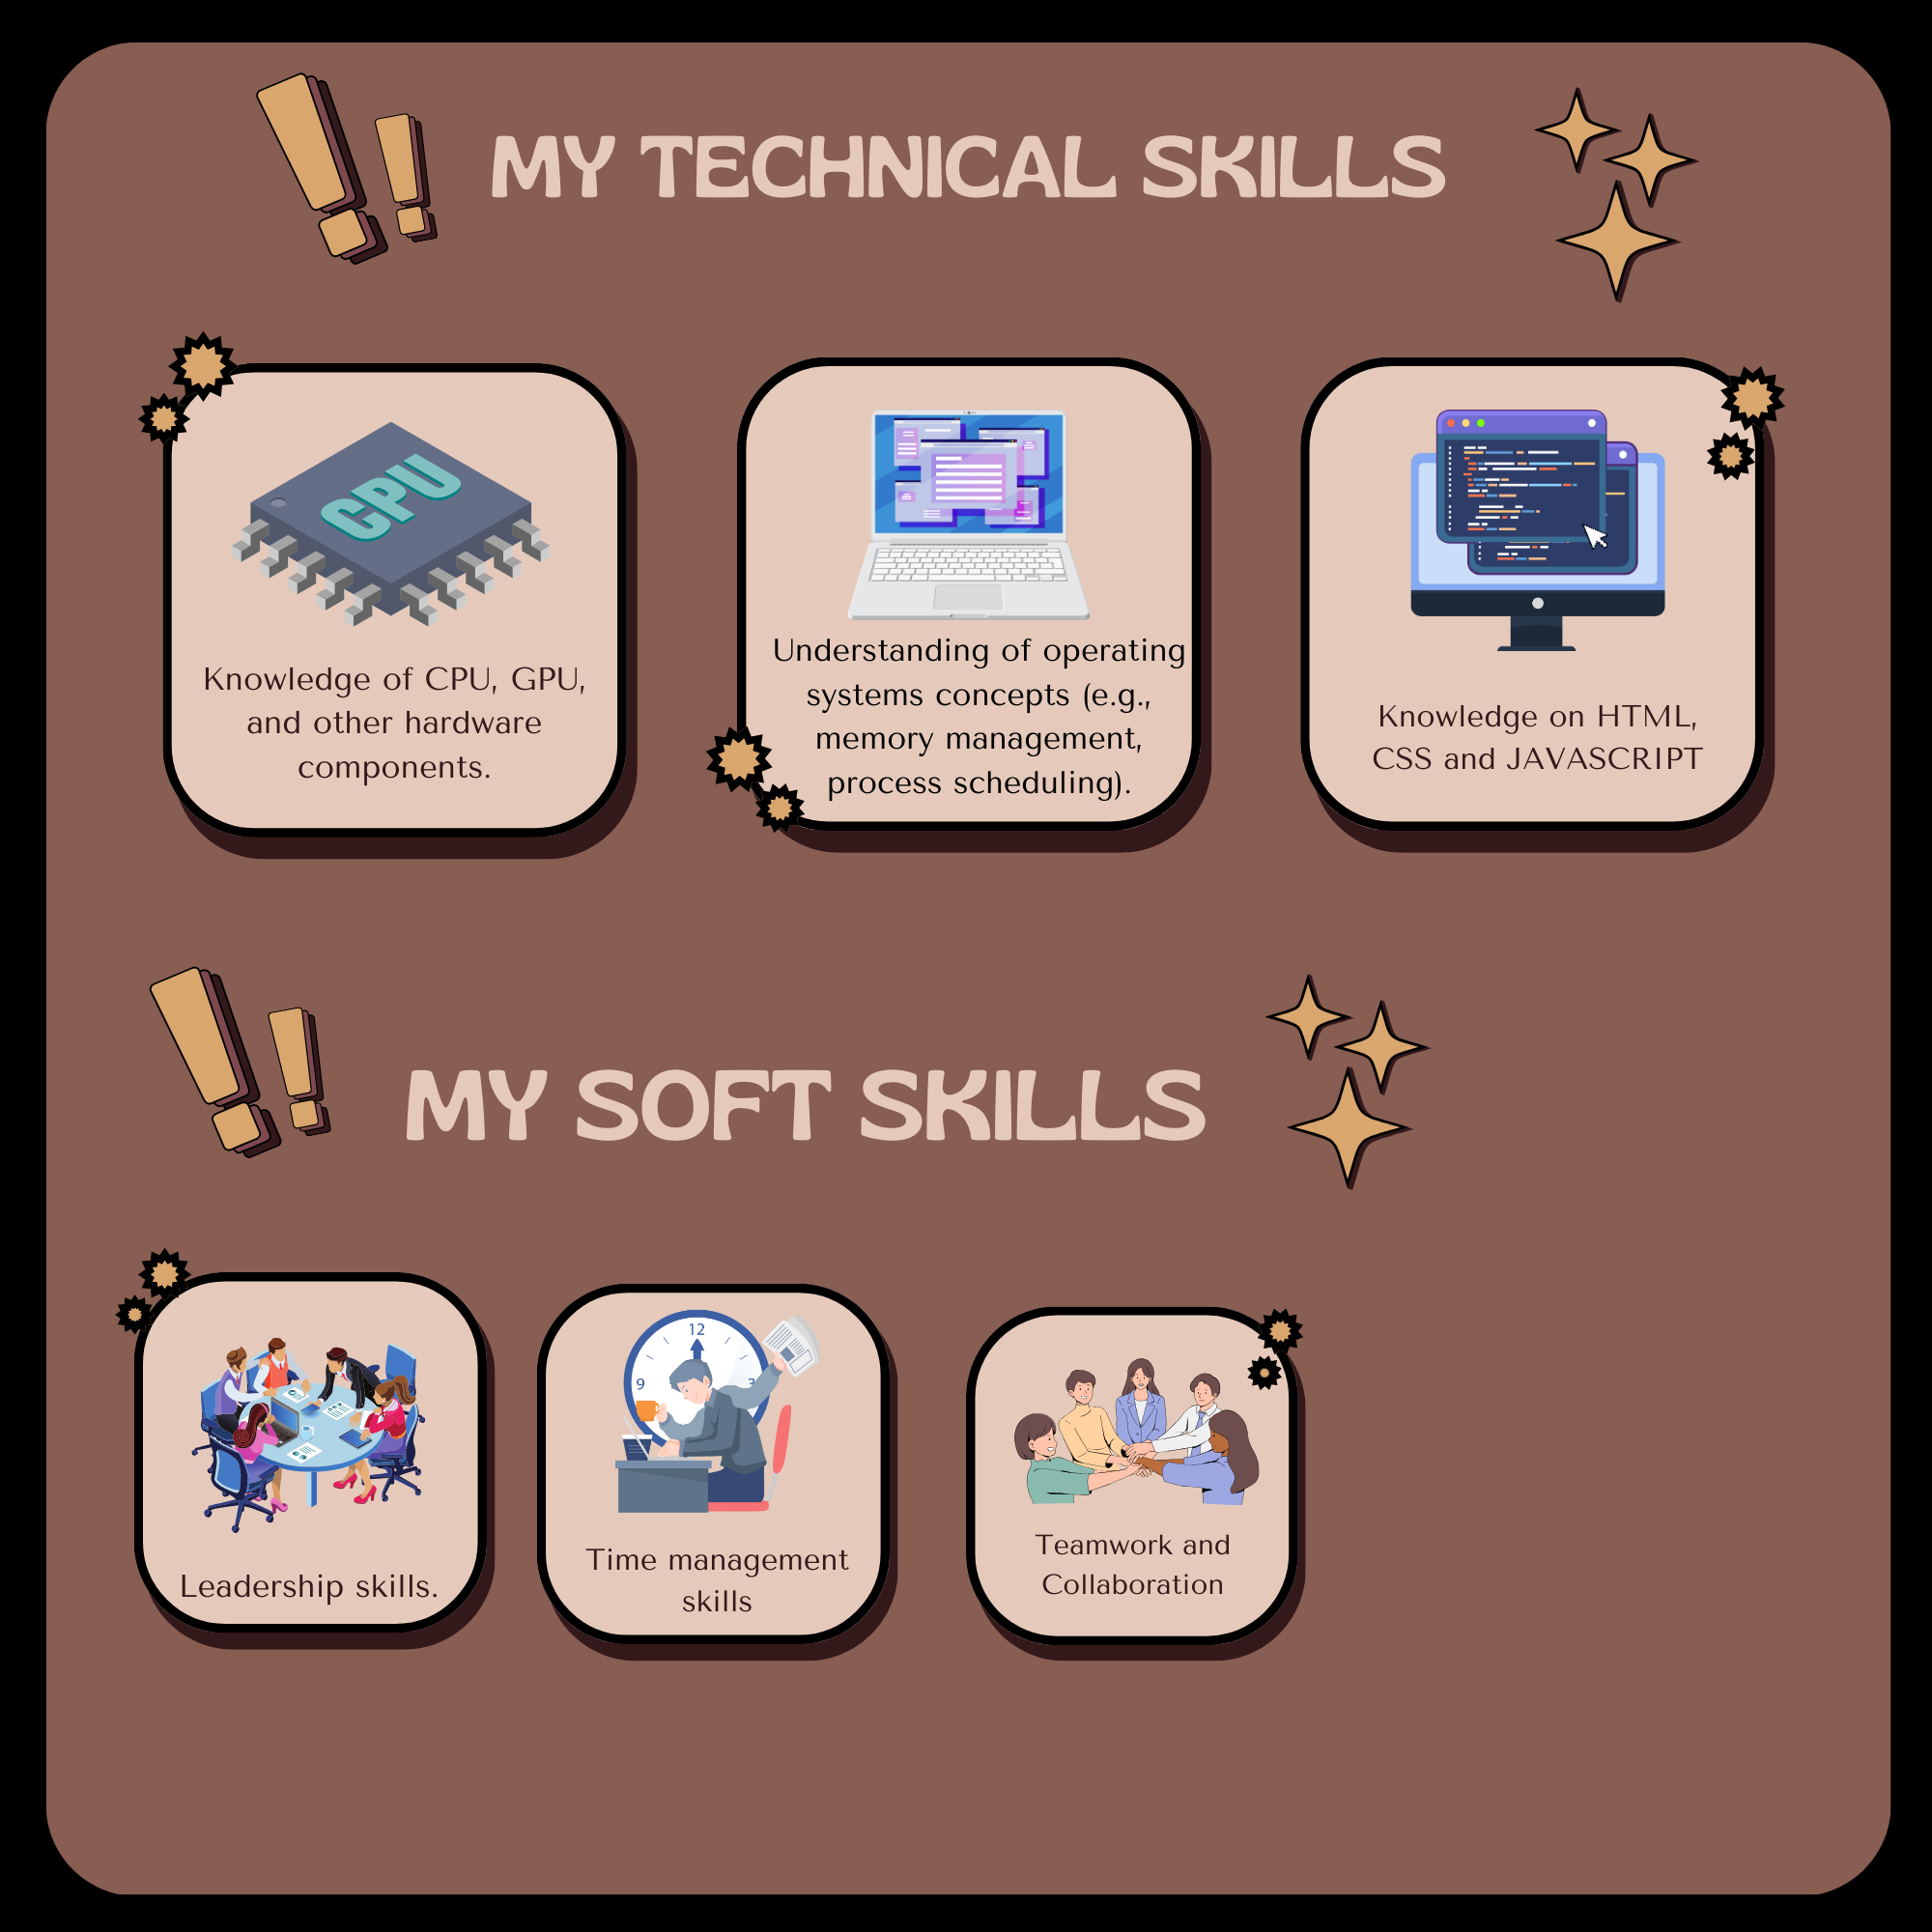 MY TECHNICAL SKILLS
CPU
Knowledge of CPU, GPU,
and other hardware
components.
Understanding of operating
systems concepts (e.g.,
memory management,
process scheduling).
Knowledge on HTML,
CSS and JAVASCRIPT
MY SOFT SKILLS
Leadership skills.
12
9
3
Time management
skills
Teamwork and
Collaboration